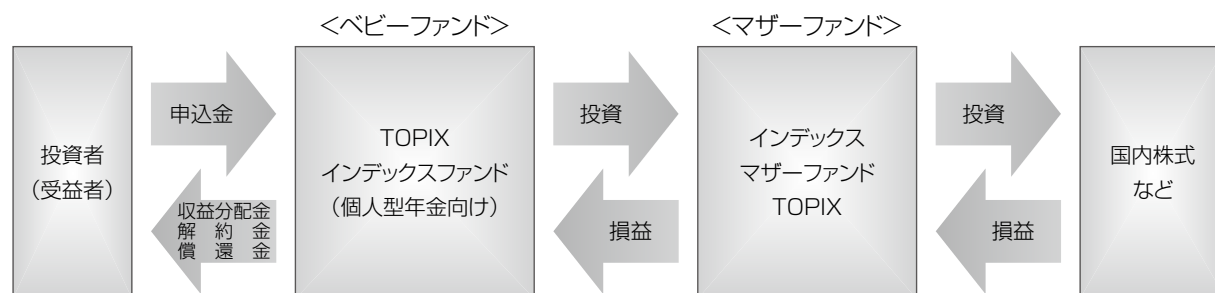 <ベビーファンド>
<マザーファンド>
投資者
(受益者)
申込金
収益分配金
解約金
償還金
TOPIX
インデックスファンド
(個人型年金向け)
投資
損益
インデックス
マザーファンド
TOPIX
投資
損益
国内株式
など